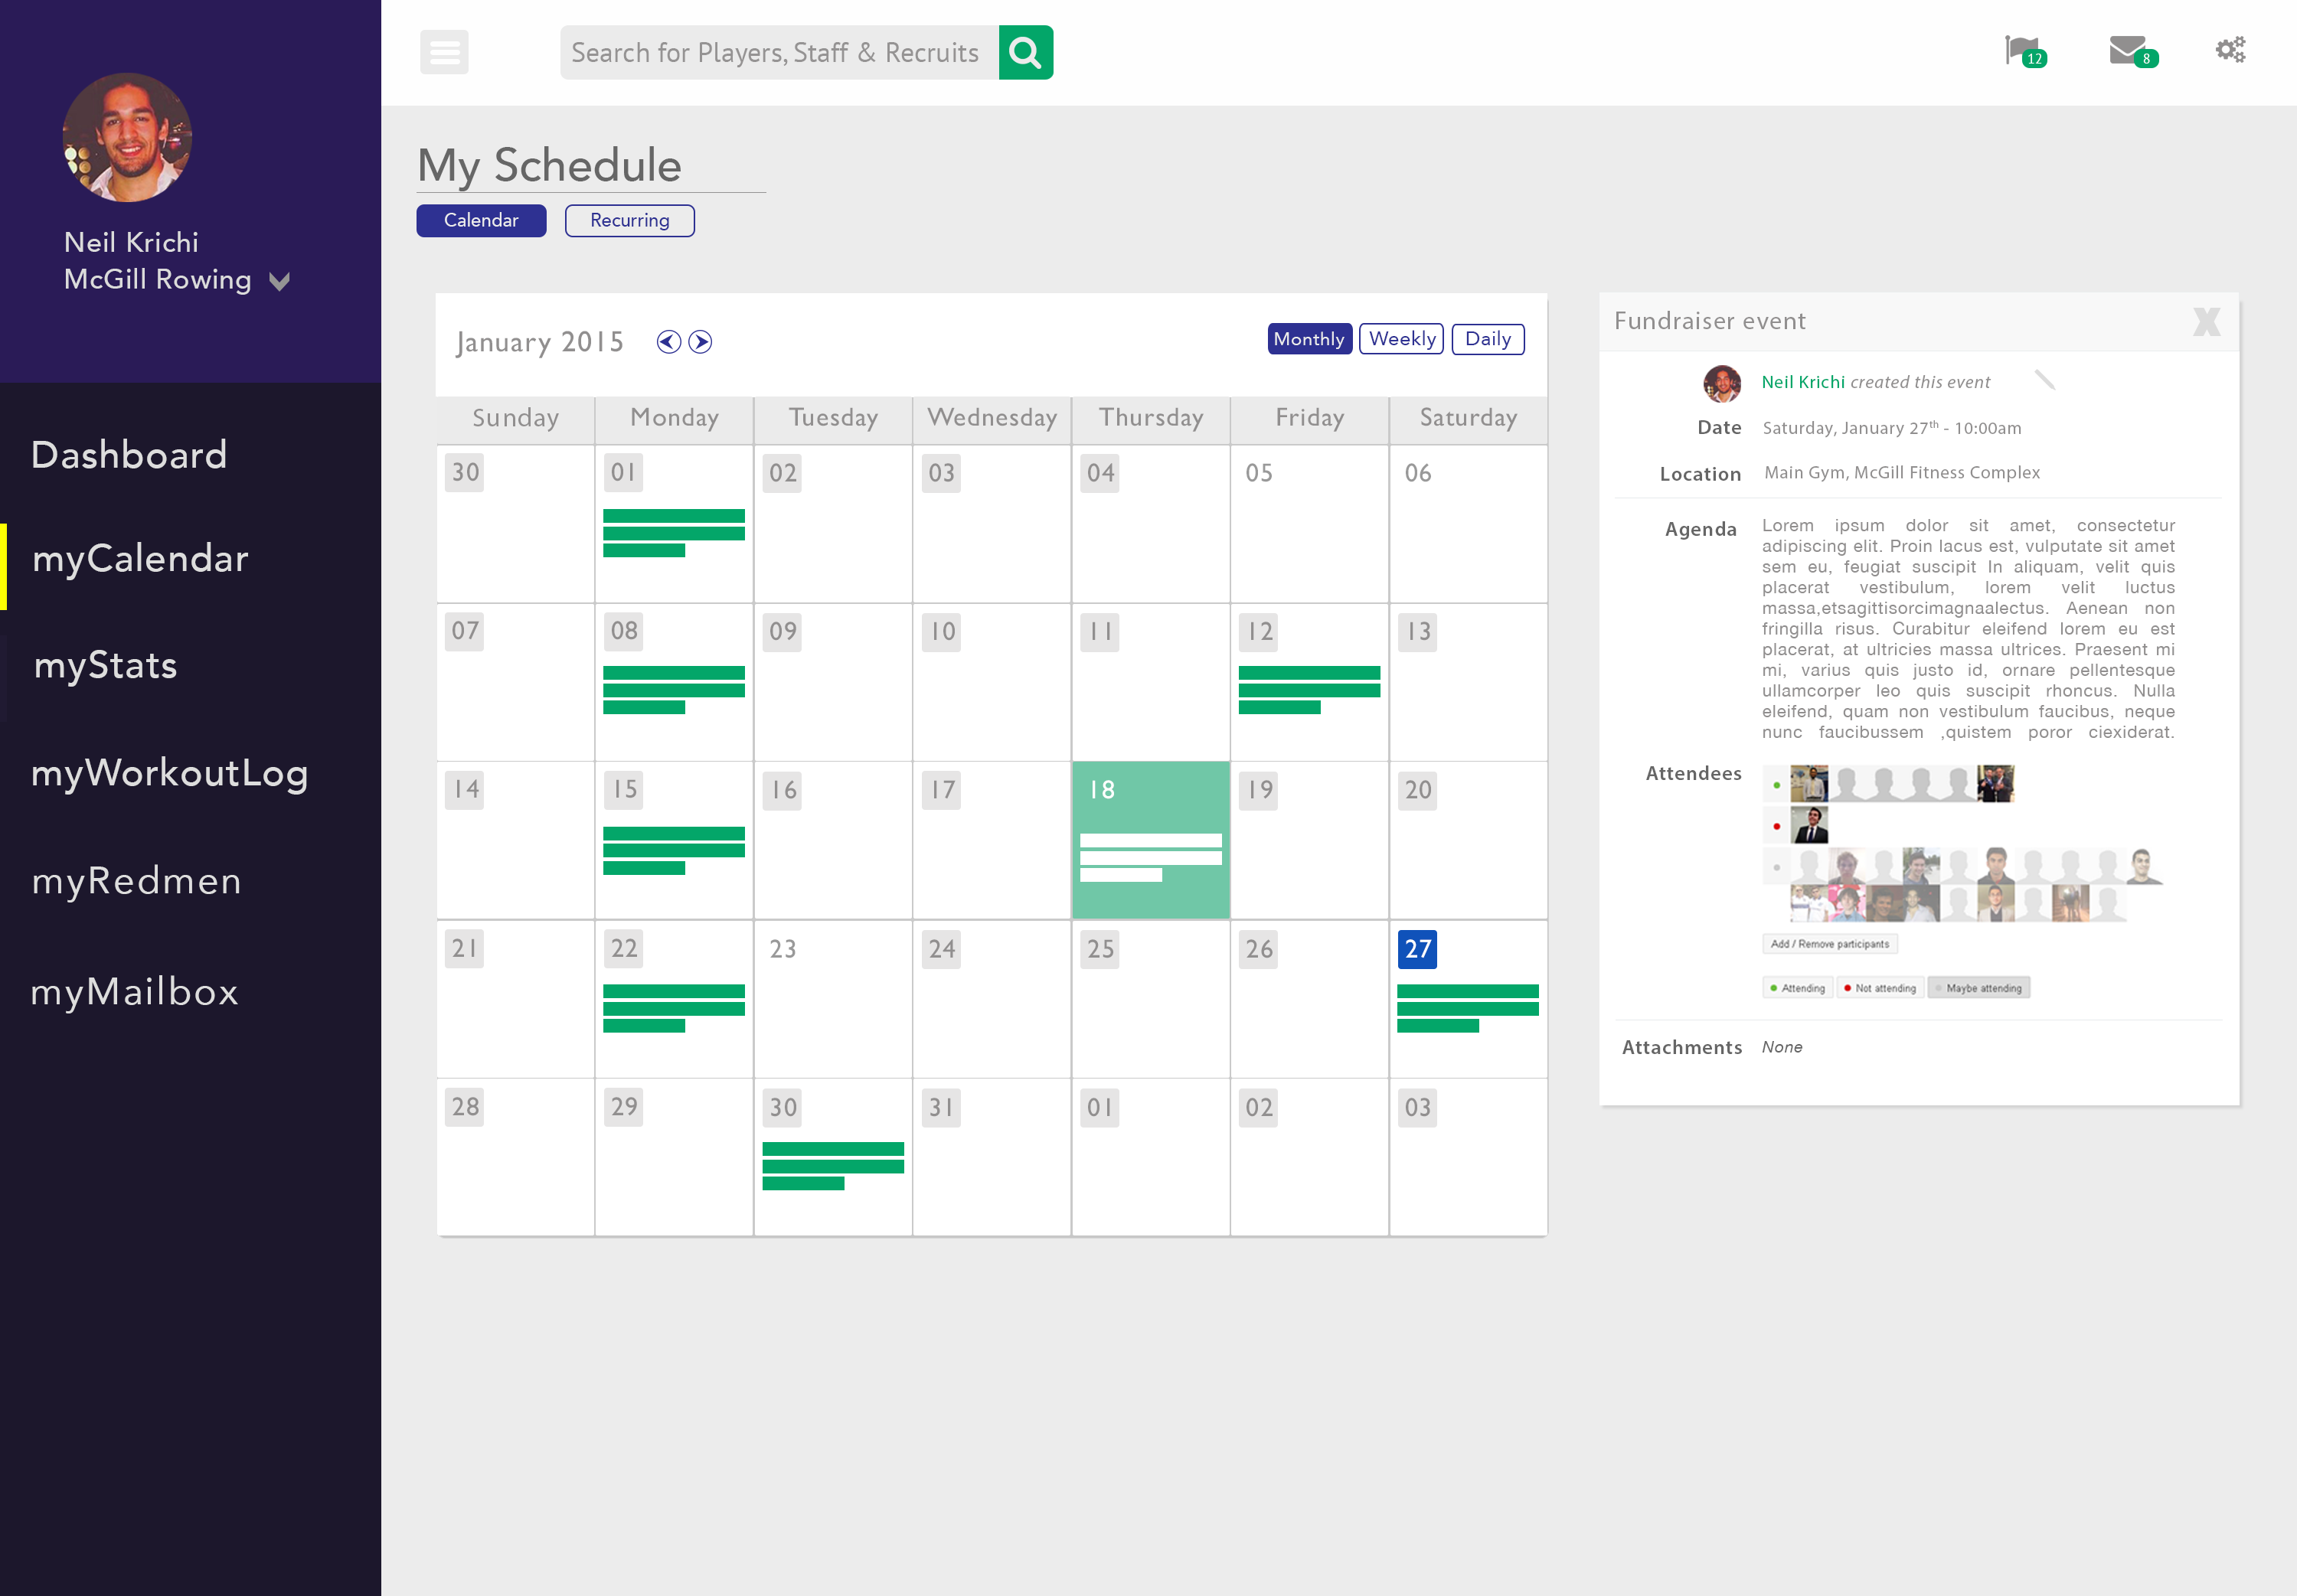 Search for Players, Staff & Recruits
12
8
Neil Krichi
McGill Rowing
Dashboard
myCalendar
myStats
myWorkoutLog
myRedmen
myMailbox
My Schedule
Calendar
Recurring
January 2015
Monthly
Weekly
Daily
Sunday Monday Tuesday Wednesday Thursday Friday Saturday
30 01 02 03 04 05 06
07 08 09 10 11 12 13
14 15 16 17 18 19 20
21 22 23 24 25 26 27
28 29 30 31 01 02 03
Fundraiser event
X
Neil Krichi created this event
Date Saturday, January 27th - 10:00am
Location Main Gym, McGill Fitness Complex
Agenda Lorem ipsum dolor sit amet, consectetur
adipiscing elit. Proin lacus est, vulputate sit amet
sem eu, feugiat suscipit In aliquam, velit quis
placerat vestibulum, lorem velit luctus
massa,etsagittisorcimagnaalectus. Aenean non
fringilla risus. Curabitur eleifend lorem eu est
placerat, at ultricies massa ultrices. Praesent mi
mi, varius quis justo id, ornare pellentesque
ullamcorper leo quis suscipit rhoncus. Nulla
eleifend, quam non vestibulum faucibus, neque
nunc faucibussem ,quistem poror ciexiderat.
Attendees
Add / Remove participants
Attending Not attending Maybe attending
Attachments None